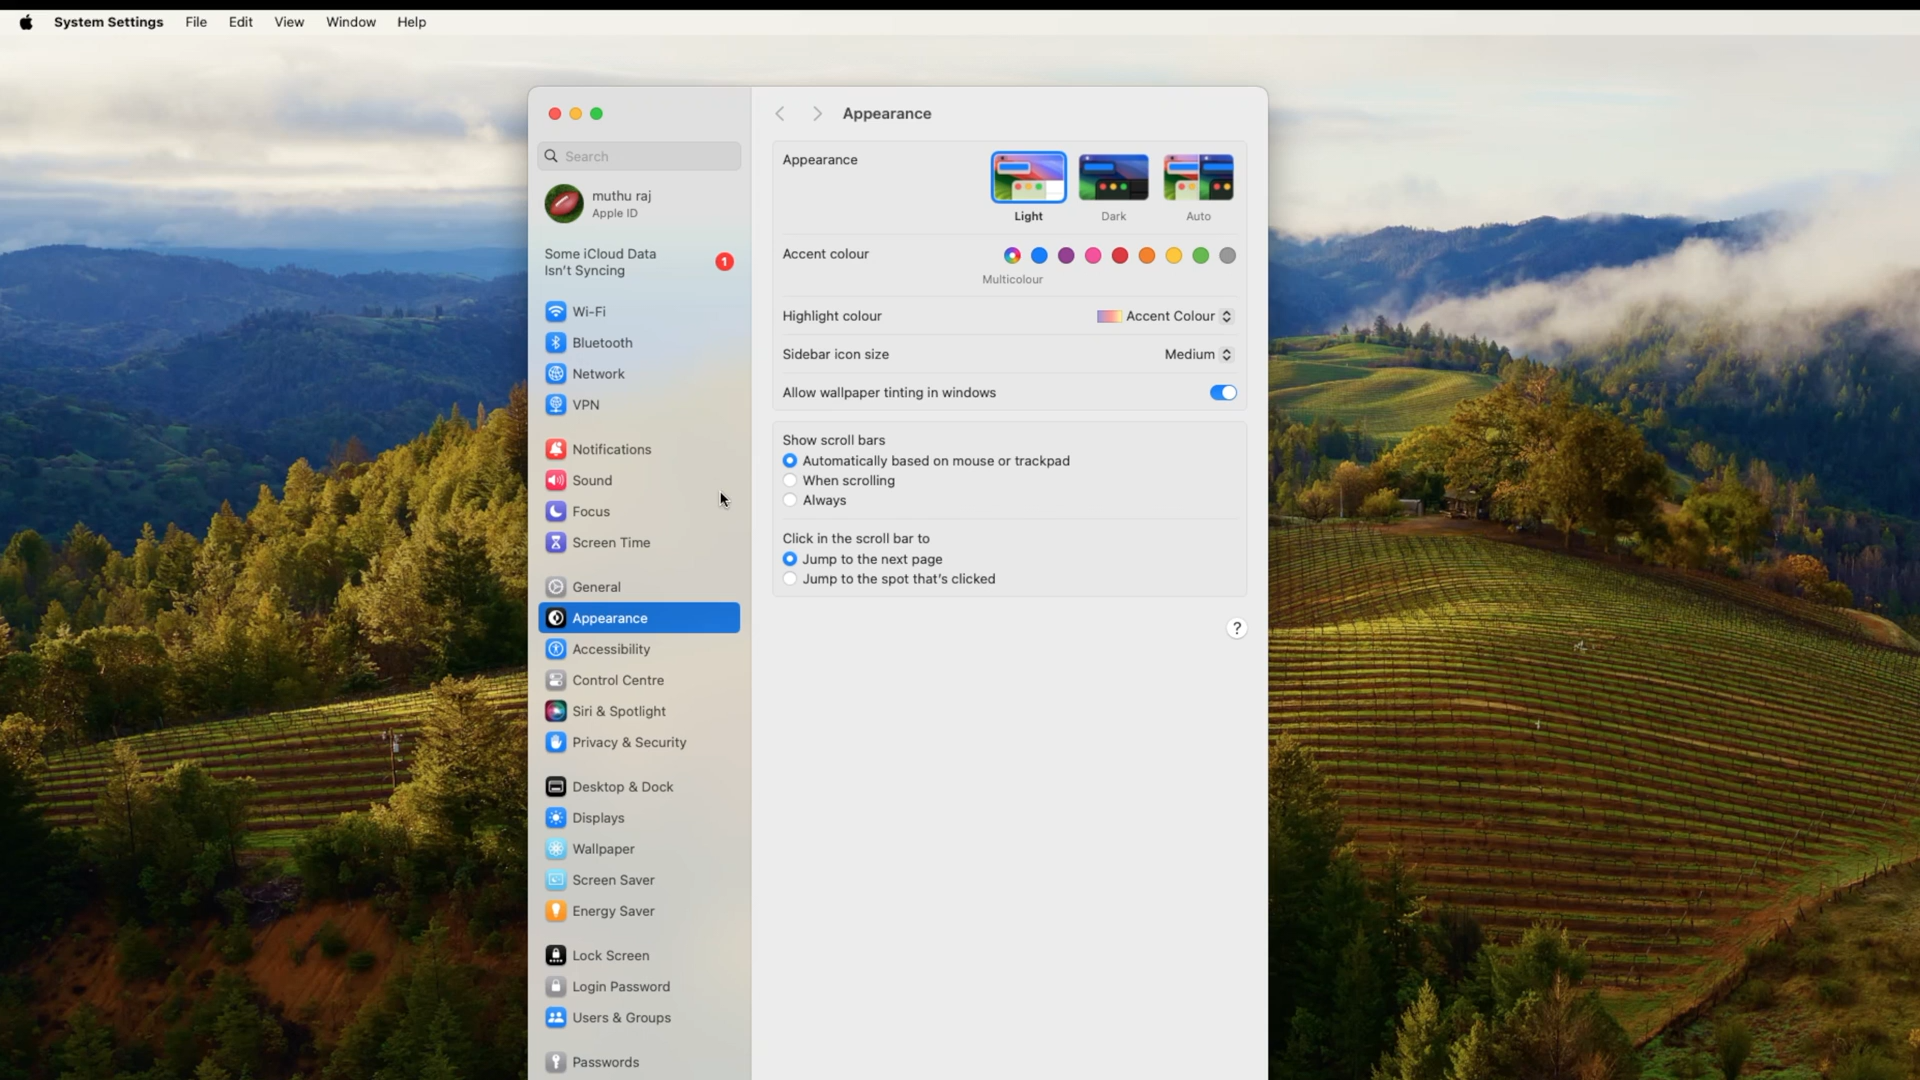 System Settings File Edit View Window Help
Appearance
Search
muthu raj
Apple ID
Some iCloud Data
Isn't Syncing
1
Wi-Fi
Bluetooth
Network
VPN
Notifications
Sound
Focus
Screen Time
General
Appearance
Accessibility
Control Centre
Siri & Spotlight
Privacy & Security
Desktop & Dock
Displays
Wallpaper
Screen Saver
Energy Saver
Lock Screen
Login Password
Users & Groups
Passwords
Appearance
Light Dark Auto
Accent colour
Multicolour
Highlight colour Accent Colour
Sidebar icon size Medium
Allow wallpaper tinting in windows
Show scroll bars
Automatically based on mouse or trackpad
When scrolling
Always
Click in the scroll bar to
Jump to the next page
Jump to the spot that's clicked
?